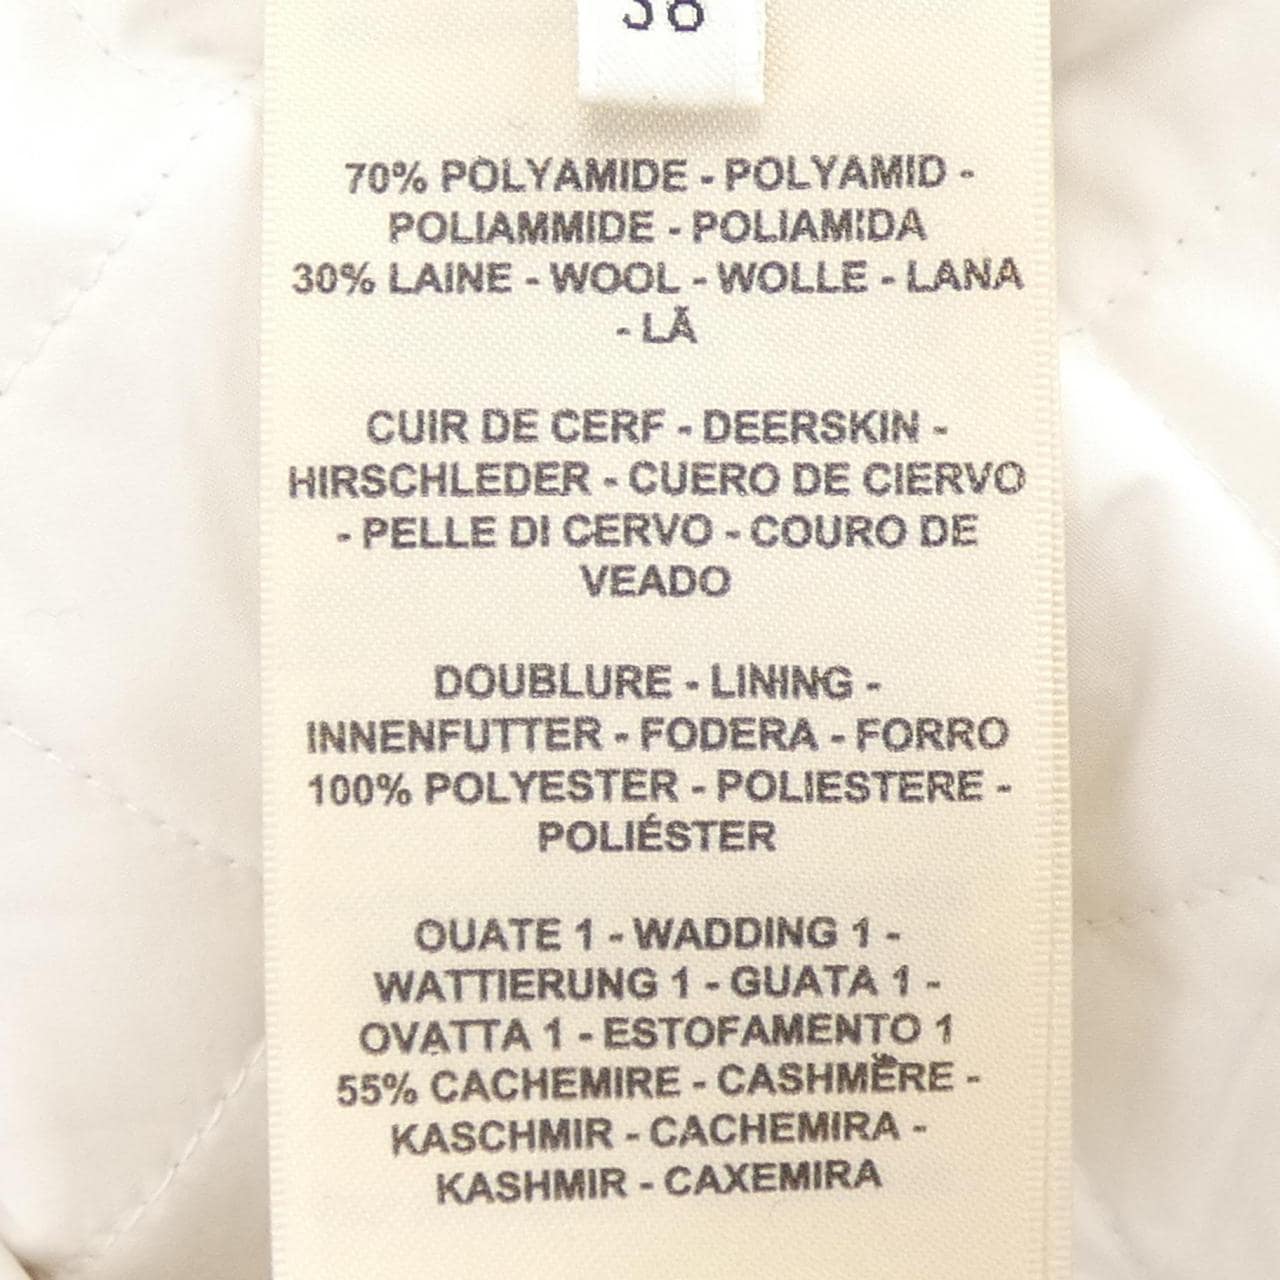 38
70% POLYAMIDE - POLYAMID -
POLIAMMIDE - POLIAMIDA
30% LAINE - WOOL - WOLLE - LANA
- LÃ
CUIR DE CERF - DEERSKIN -
HIRSCHLEDER - CUERO DE CIERVO
- PELLE DI CERVO - COURO DE
VEADO
DOUBLURE - LINING -
INNENFUTTER - FODERA - FORRO
100% POLYESTER - POLIESTERE -
POLIÉSTER
OUATE 1 - WADDING 1 -
WATTIERUNG 1 - GUATA 1 -
OVATTA 1 - ESTOFAMENTO 1
55% CACHEMIRE - CASHMERE -
KASCHMIR - CACHEMIRA -
KASHMIR - CAXEMIRA